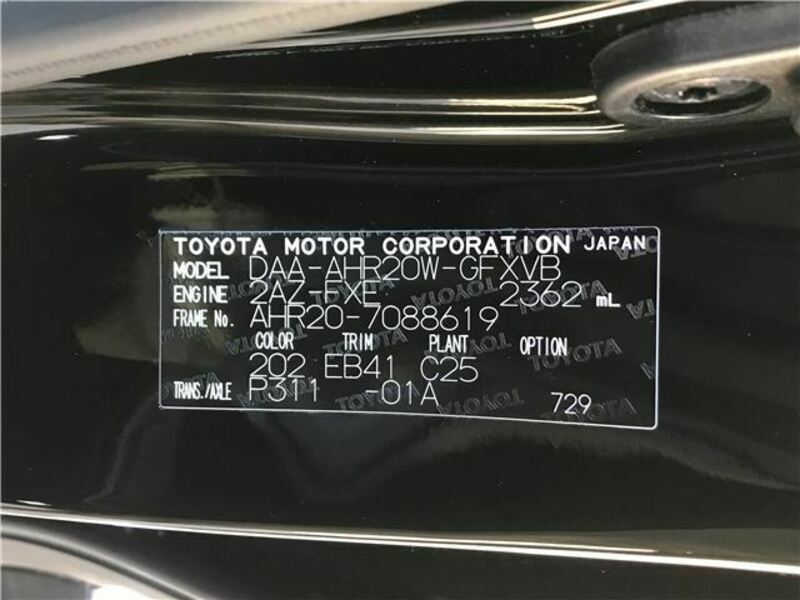 TOYOTA MOTOR CORPORATION JAPAN
MODEL DAA-AHR20W-GFXVB
ENGINE 2AZ-FXE 2362 mL
FRAME No. AHR20-7088619
COLOR TRIM PLANT OPTION
202 EB41 C25
TRANS./AXLE P311 -01A 729